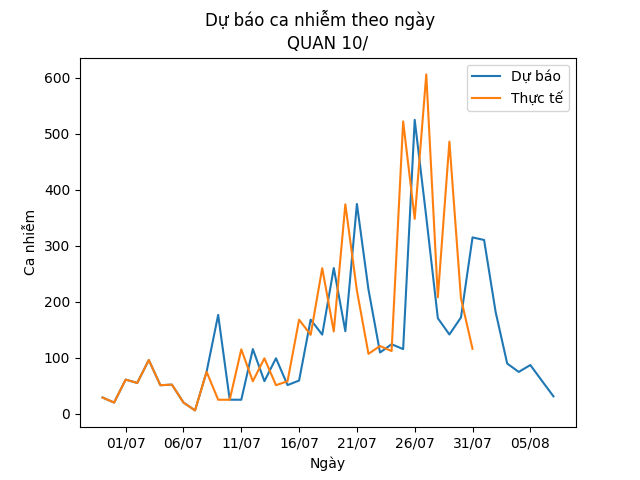 Dự báo ca nhiễm theo ngày
QUAN 10/
Ca nhiễm
600
500
400
300
200
100
0
Dự báo
Thực tế
01/07 06/07 11/07 16/07 21/07 26/07 31/07 05/08
Ngày